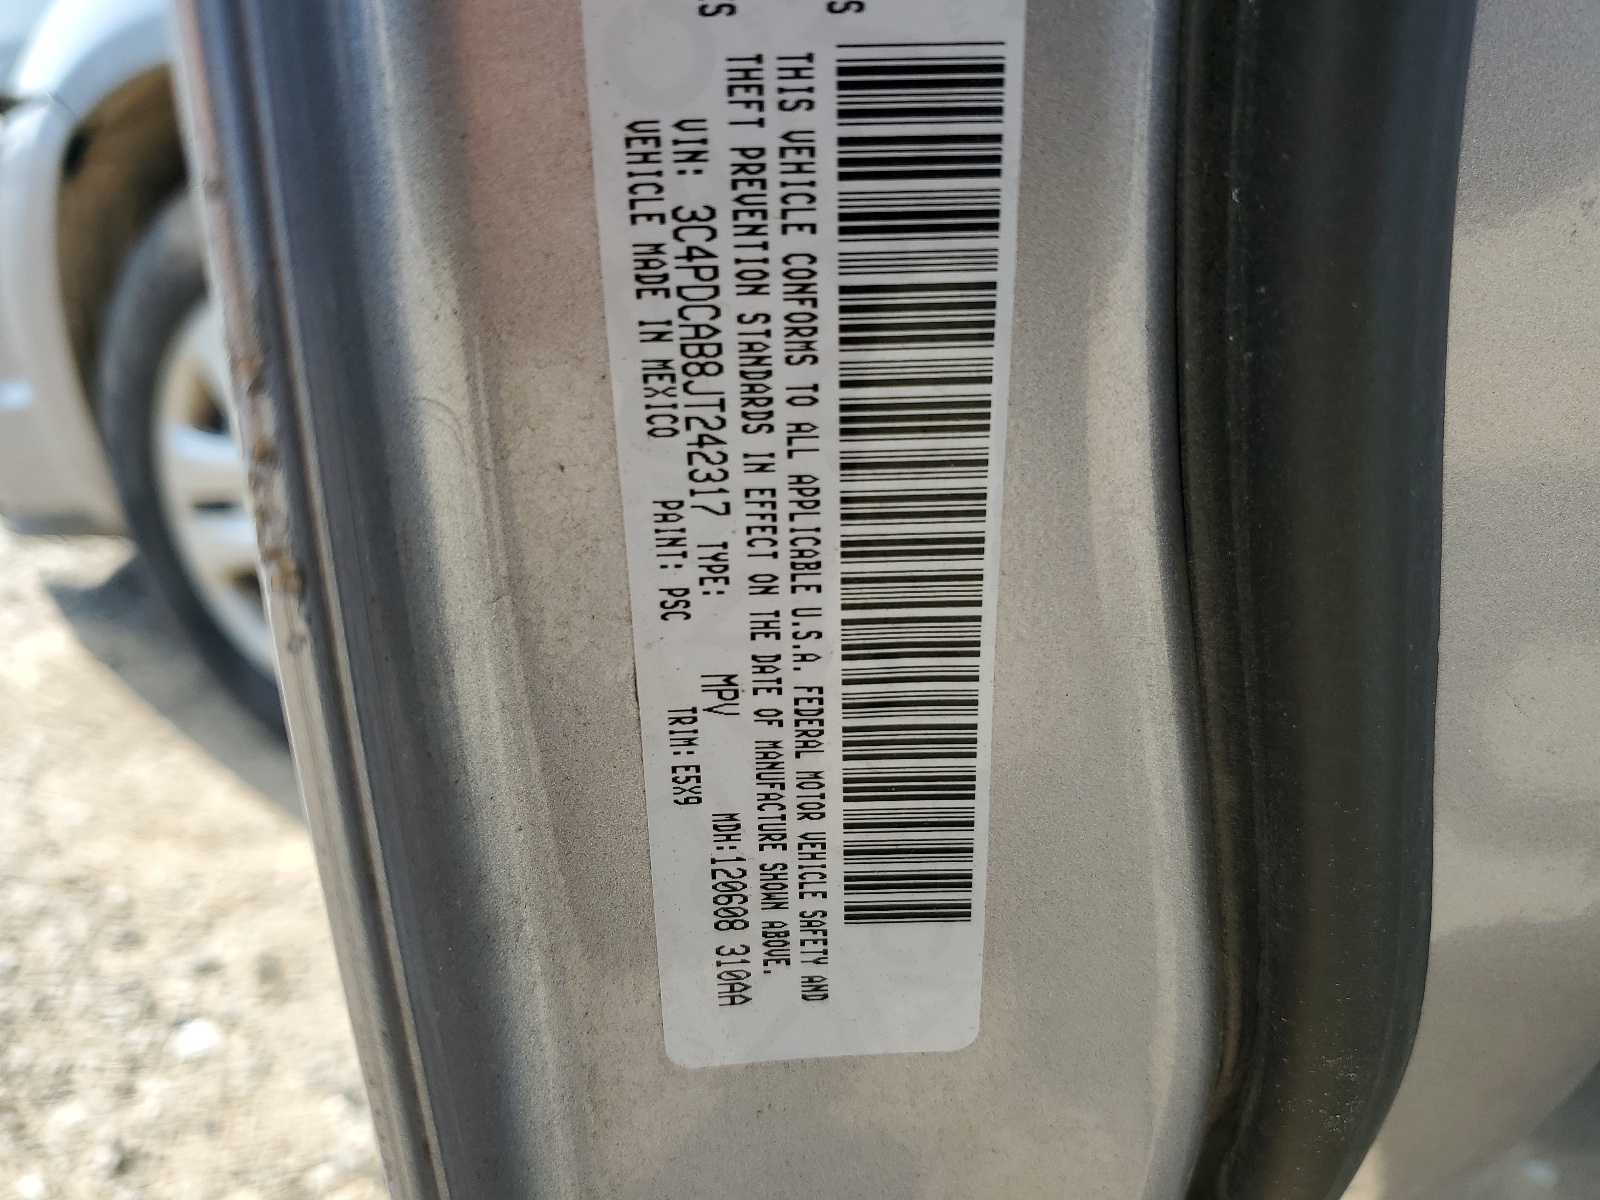 THIS VEHICLE CONFORMS TO ALL APPLICABLE U.S.A. FEDERAL MOTOR VEHICLE SAFETY AND
THEFT PREVENTION STANDARDS IN EFFECT ON THE DATE OF MANUFACTURE SHOWN ABOVE.
VIN: 3C4PDCAB8JT242317 TYPE: MPV MDH:120608 310AA
VEHICLE MADE IN MEXICO PAINT: PSC TRIM: E5X9